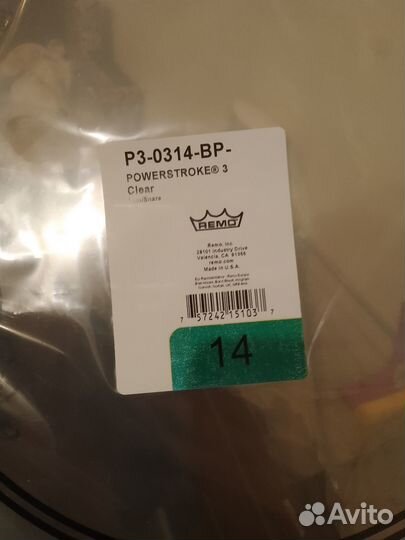 P3-0314-BP-
POWERSTROKE® 3
Clear
REMO
Remo, Inc.
28101 Industry Drive
Valencia, CA 91355
remo.com
Made in U.S.A.
7 57242 15103 7
14
Avito